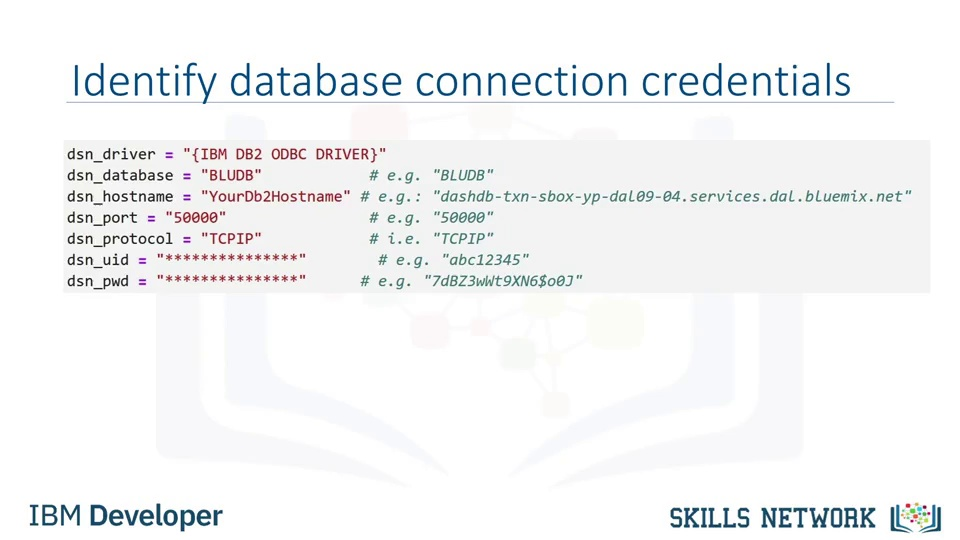 Identify database connection credentials
dsn_driver = "{IBM DB2 ODBC DRIVER}"
dsn_database = "BLUDB" # e.g. "BLUDB"
dsn_hostname = "YourDb2Hostname" # e.g.: "dashdb-txn-sbox-yp-dal09-04.services.dal.bluemix.net"
dsn_port = "50000" # e.g. "50000"
dsn_protocol = "TCPIP" # i.e. "TCPIP"
dsn_uid = "***************" # e.g. "abc12345"
dsn_pwd = "***************" # e.g. "7dBZ3wWt9XN6$o0J"
IBM Developer
SKILLS NETWORK